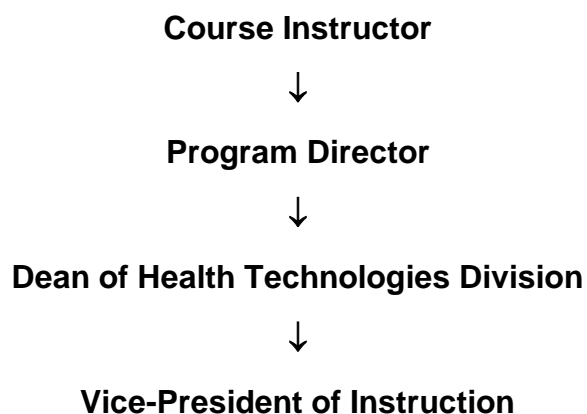 Course Instructor
↓
Program Director
↓
Dean of Health Technologies Division
↓
Vice-President of Instruction